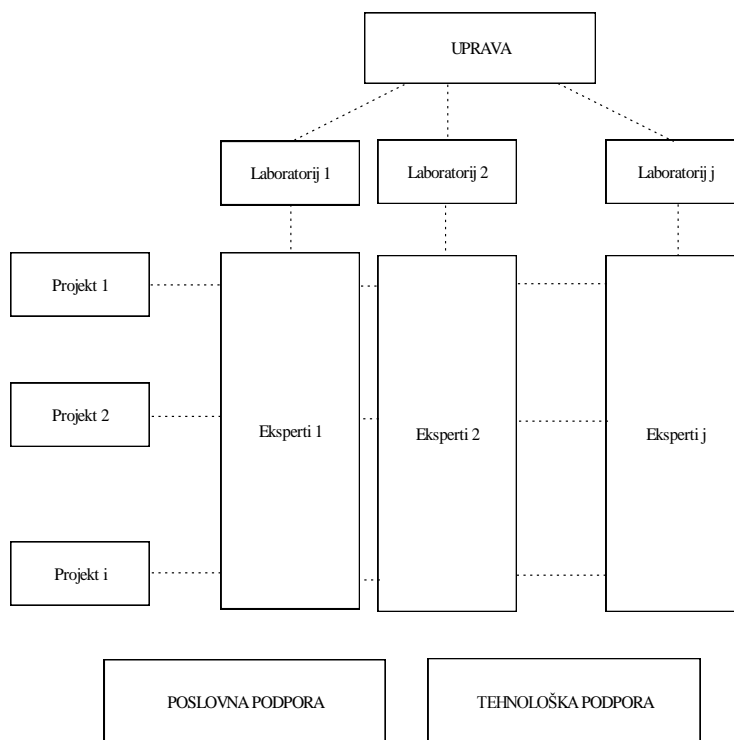 UPRAVA
Laboratorij 1
Laboratorij 2
Laboratorij j
Projekt 1
Projekt 2
Eksperti 1
Eksperti 2
Eksperti j
Projekt i
POSLOVNA PODPORA
TEHNOLOŠKA PODPORA